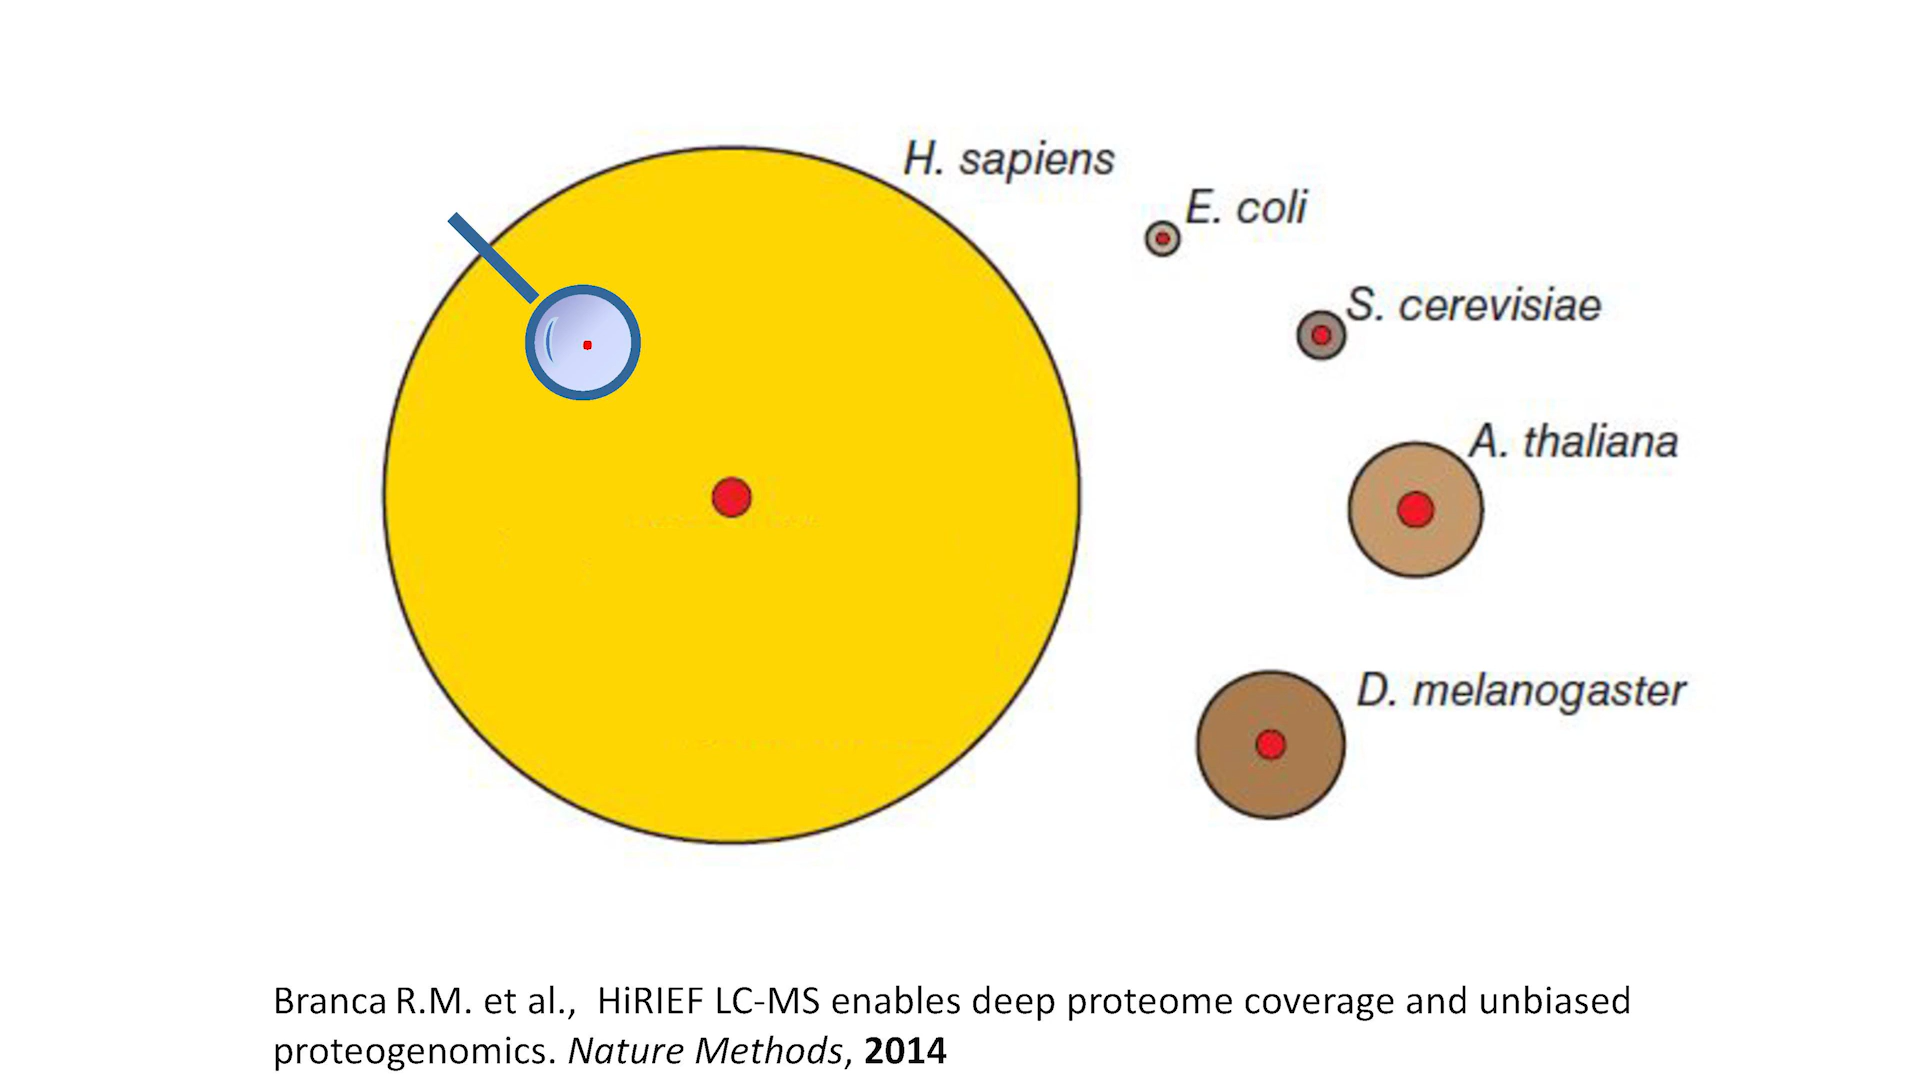 H. sapiens
E. coli
S. cerevisiae
A. thaliana
D. melanogaster
Branca R.M. et al.,  HiRIEF LC-MS enables deep proteome coverage and unbiased
proteogenomics. Nature Methods, 2014